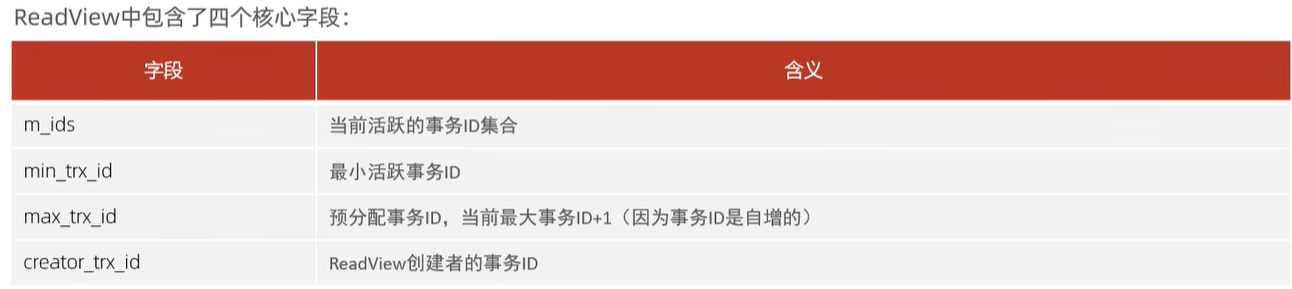 ReadView中包含了四个核心字段：
字段 含义
m_ids 当前活跃的事务ID集合
min_trx_id 最小活跃事务ID
max_trx_id 预分配事务ID，当前最大事务ID+1（因为事务ID是自增的）
creator_trx_id ReadView创建者的事务ID